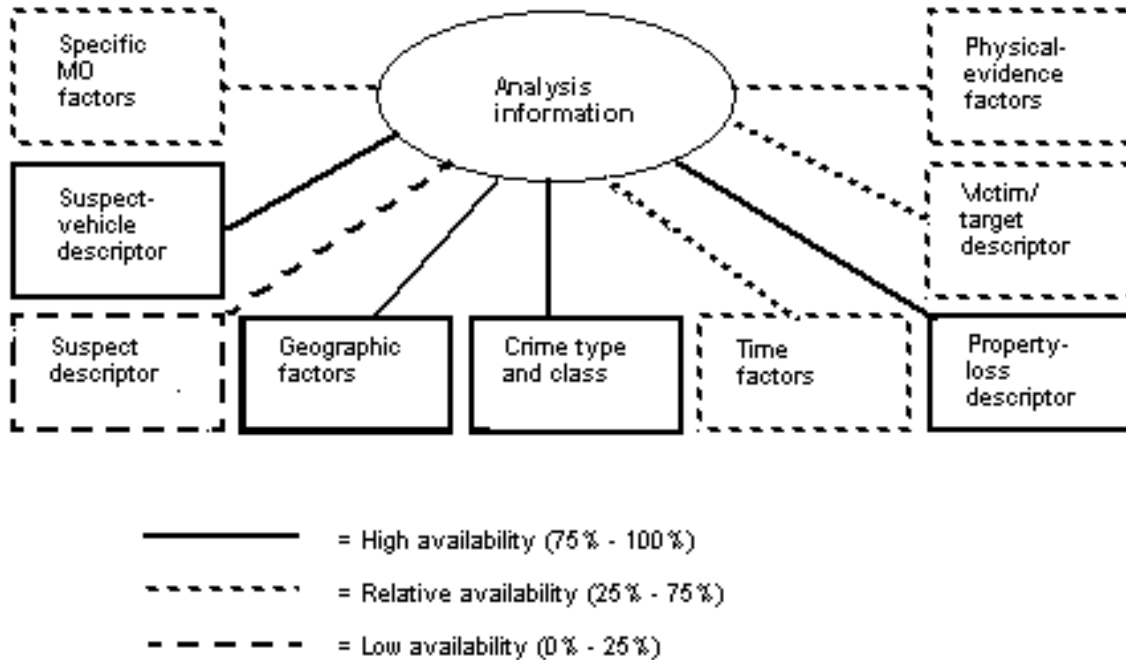 Specific
MO
factors
Analysis
information
Physical-
evidence
factors
Suspect-
vehicle
descriptor
Victim/
target
descriptor
Suspect
descriptor
Geographic
factors
Crime type
and class
Time
factors
Property-
loss
descriptor
= High availability (75% - 100%)
= Relative availability (25% - 75%)
= Low availability (0% - 25%)